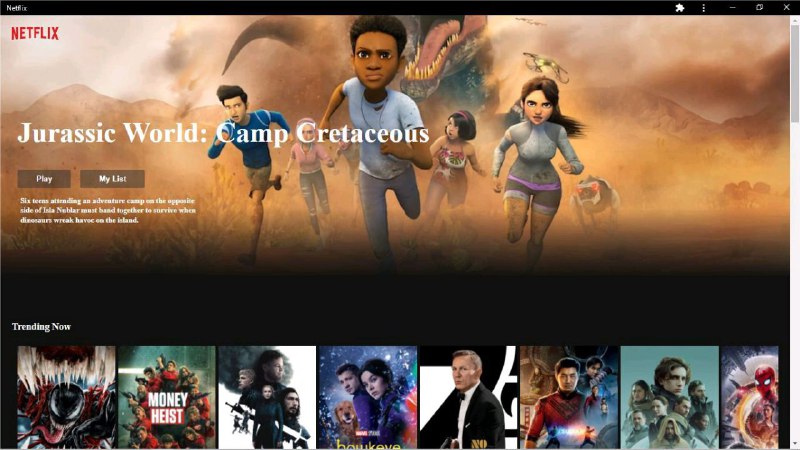 Netflix
NETFLIX
Jurassic World: Camp Cretaceous
Play
My List
Six teens attending an adventure camp on the opposite
side of Isla Nublar must band together to survive when
dinosaurs wreak havoc on the island.
Trending Now
MONEY
HEIST
MARVEL STUDIOS
hawkeye
NO